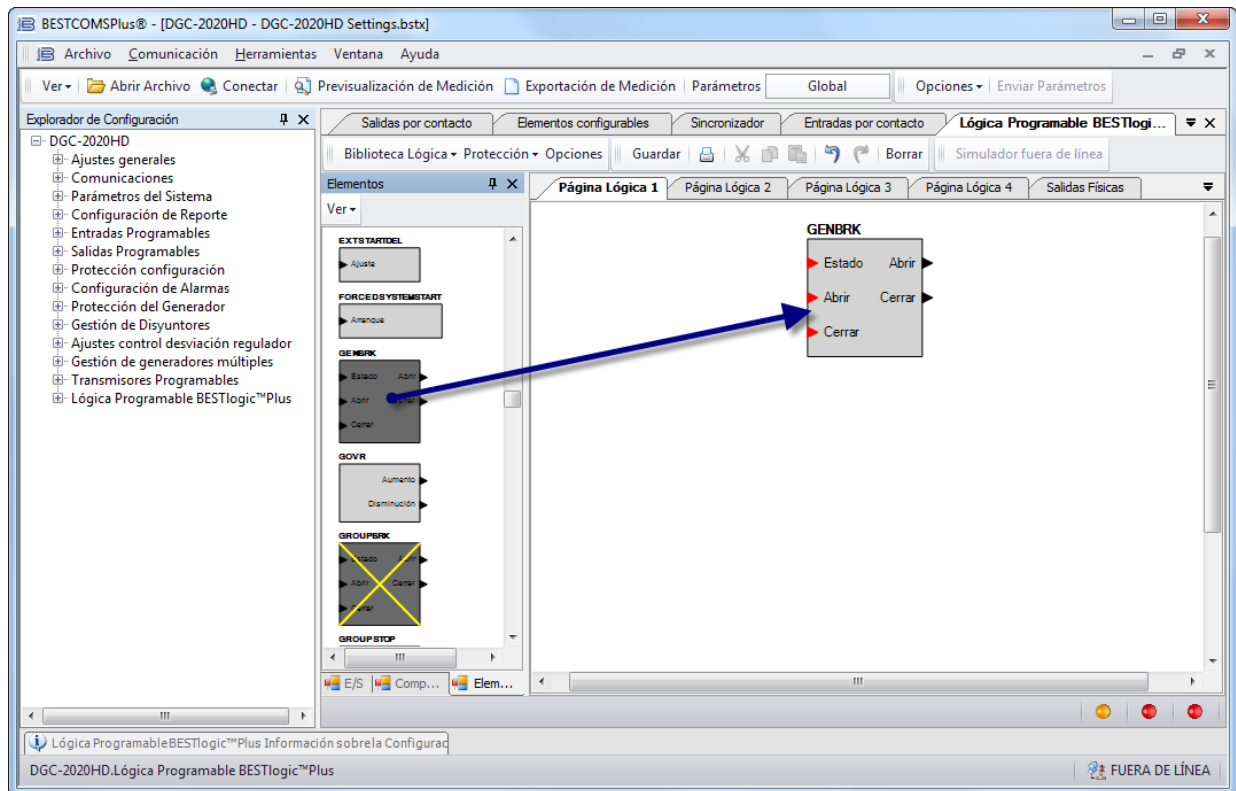 BESTCOMSPlus® - [DGC-2020HD - DGC-2020HD Settings.bstx]
Archivo Comunicación Herramientas Ventana Ayuda
Ver Abrir Archivo Conectar Previsualización de Medición Exportación de Medición Parámetros Global Opciones Enviar Parámetros
Explorador de Configuración
DGC-2020HD
Ajustes generales
Comunicaciones
Parámetros del Sistema
Configuración de Reporte
Entradas Programables
Salidas Programables
Protección configuración
Configuración de Alarmas
Protección del Generador
Gestión de Disyuntores
Ajustes control desviación regulador
Gestión de generadores múltiples
Transmisores Programables
Lógica Programable BESTlogic™Plus
Salidas por contacto Elementos configurables Sincronizador Entradas por contacto Lógica Programable BESTlogi...
Biblioteca Lógica Protección Opciones Guardar Borrar Simulador fuera de línea
Elementos
Ver
EXTSTARTDEL
Ajuste
FORCEDSYSTEMSTART
Arranque
GENBRK
Estado Abrir
Abrir Cerrar
Cerrar
GOVR
Aumento
Disminución
GROUPBRK
Estado Abrir
Abrir Cerrar
Cerrar
GROUPSTOP
E/S Comp... Elem...
Página Lógica 1 Página Lógica 2 Página Lógica 3 Página Lógica 4 Salidas Físicas
GENBRK
Estado Abrir
Abrir Cerrar
Cerrar
Lógica ProgramableBESTlogic™Plus Información sobrela Configurac
DGC-2020HD.Lógica Programable BESTlogic™Plus
FUERA DE LÍNEA